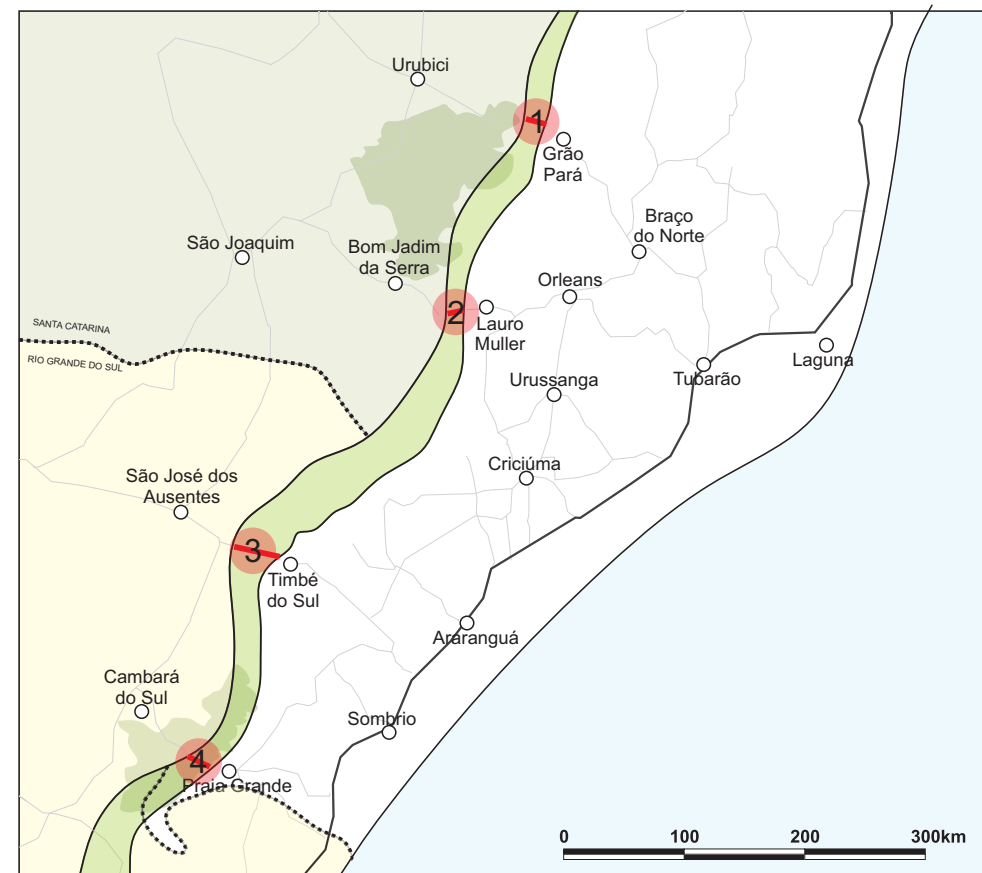 Urubici
1
Grão
Pará
Braço
do Norte
São Joaquim
Bom Jadim
da Serra
Orleans
2
Lauro
Muller
SANTA CATARINA
RIO GRANDE DO SUL
Laguna
Tubarão
Urussanga
Criciúma
São José dos
Ausentes
3
Timbé
do Sul
Araranguá
Cambará
do Sul
Sombrio
4
Praia Grande
0 100 200 300km